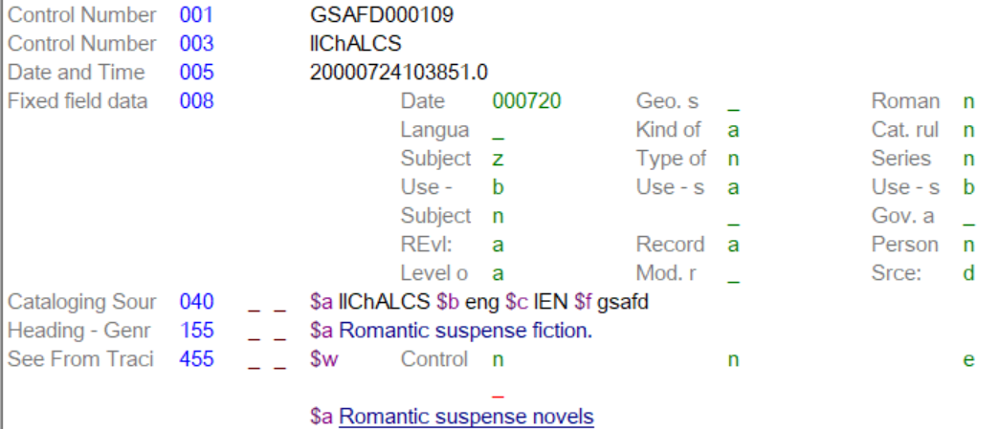 Control Number 001 GSAFD000109
Control Number 003 IlChALCS
Date and Time 005 20000724103851.0
Fixed field data 008 Date 000720 Geo. s _ Roman n
Langua _ Kind of a Cat. rul n
Subject z Type of n Series n
Use - b Use - s a Use - s b
Subject n _ Gov. a _
REvl: a Record a Person n
Level o a Mod. r _ Srce: d
Cataloging Sour 040 _ _ $a IlChALCS $b eng $c IEN $f gsafd
Heading - Genr 155 _ _ $a Romantic suspense fiction.
See From Traci 455 _ _ $w Control n n e
_
$a Romantic suspense novels